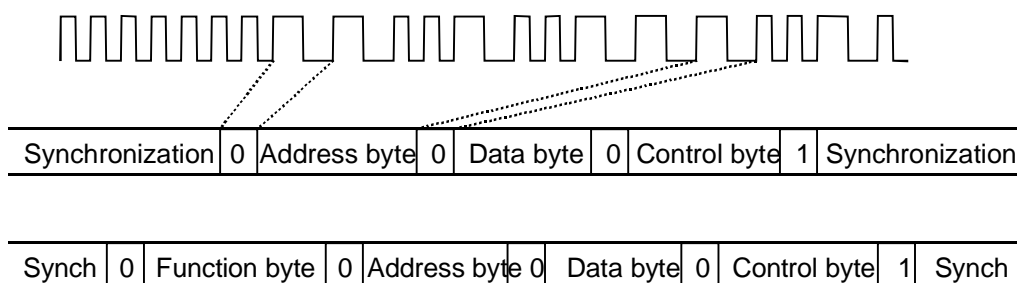 Synchronization 0 Address byte 0 Data byte 0 Control byte 1 Synchronization
Synch 0 Function byte 0 Address byte 0 Data byte 0 Control byte 1 Synch